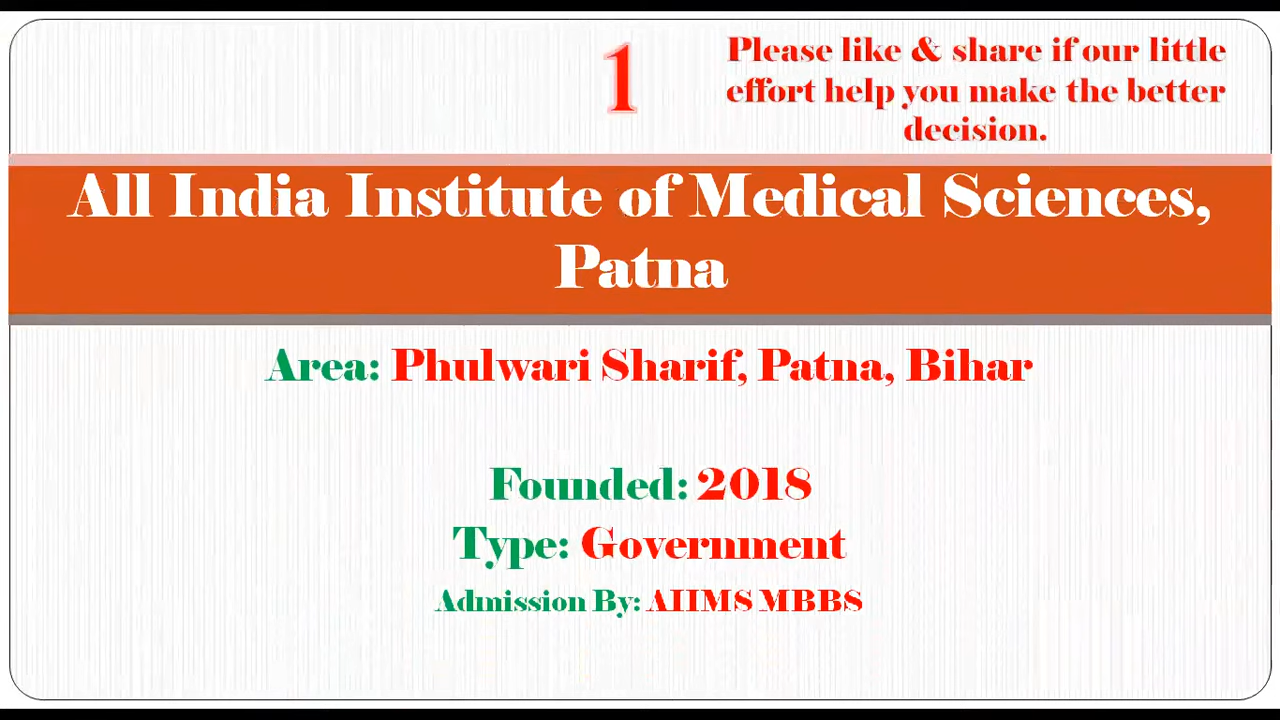 1
Please like & share if our little
effort help you make the better
decision.
All India Institute of Medical Sciences,
Patna
Area: Phulwari Sharif, Patna, Bihar
Founded: 2018
Type: Government
Admission By: AIIMS MBBS